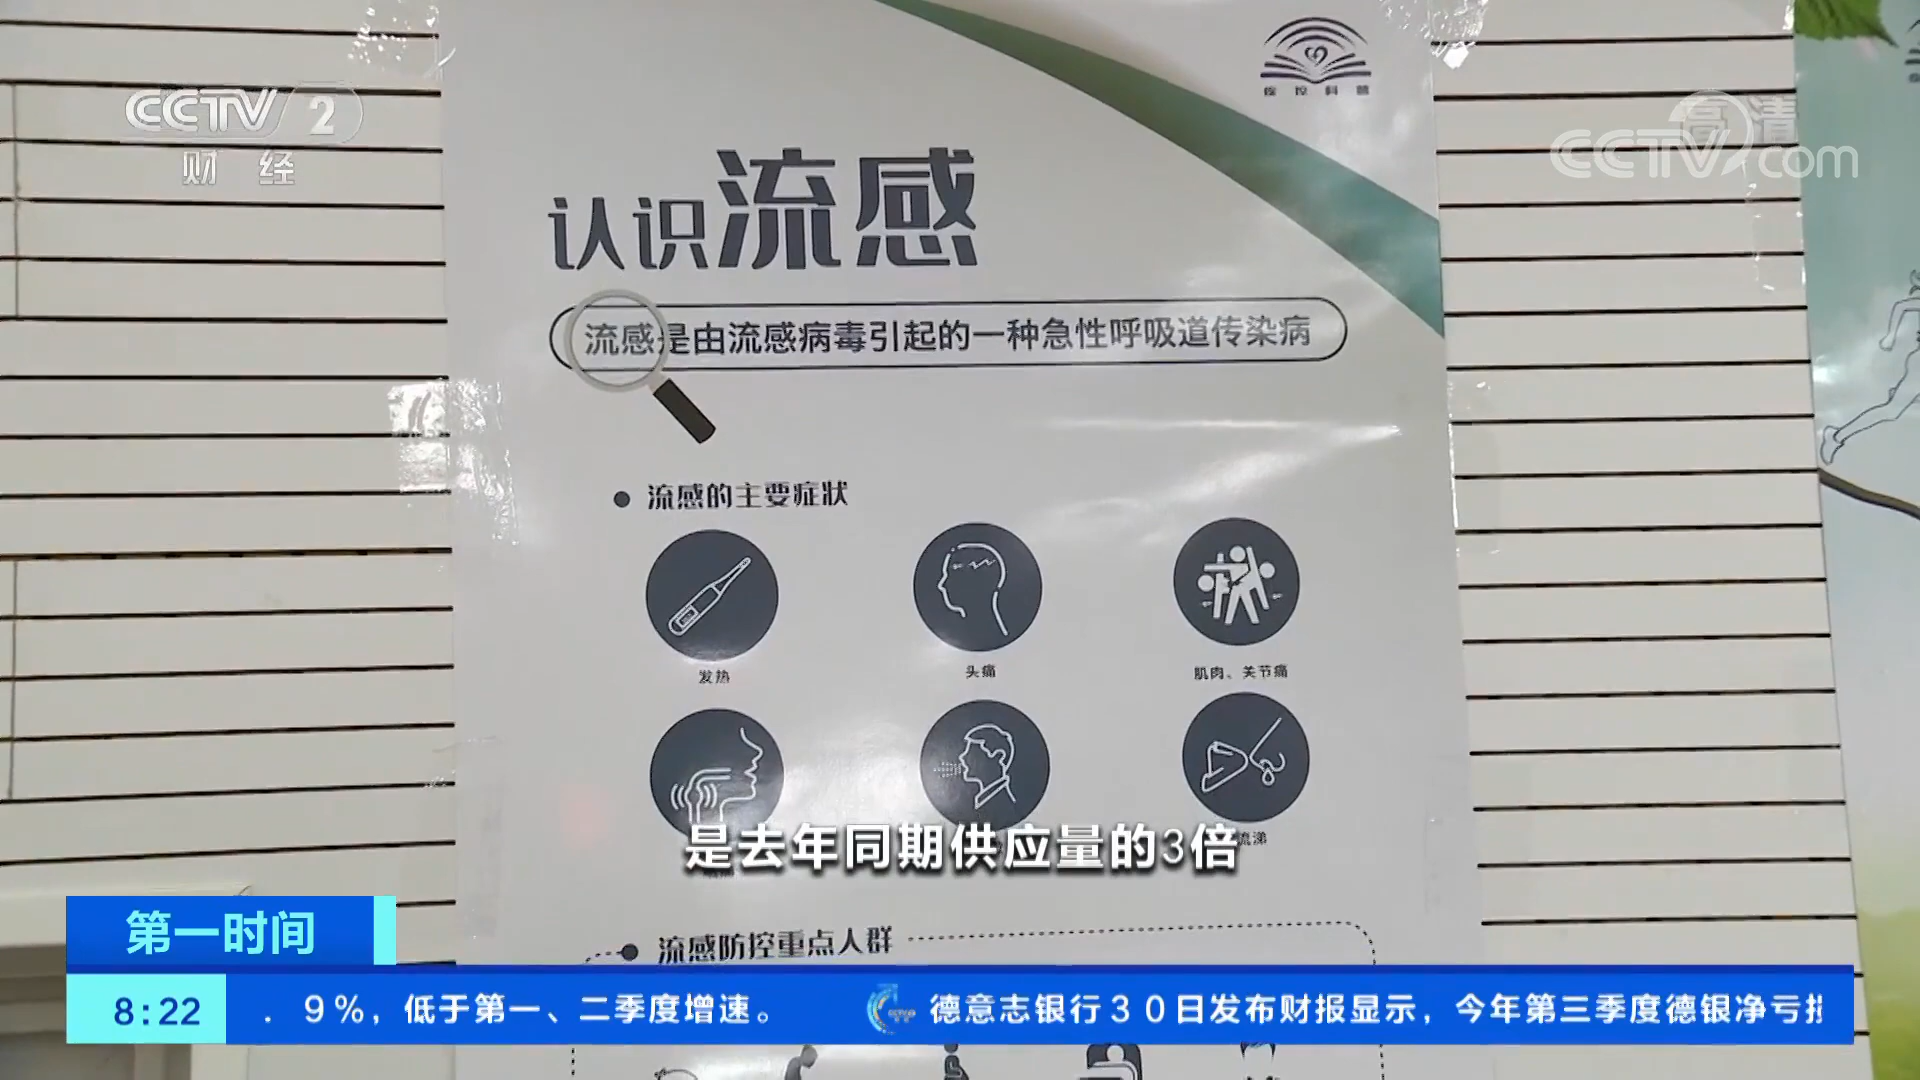 CCTV 2
财 经
高清
CCTV.com
疾控科普
认识流感
流感是由流感病毒引起的一种急性呼吸道传染病
流感的主要症状
发热
头痛
肌肉、关节痛
流涕
是去年同期供应量的3倍
流感防控重点人群
第一时间
8:22
．9%，低于第一、二季度增速。
德意志银行30日发布财报显示，今年第三季度德银净亏损